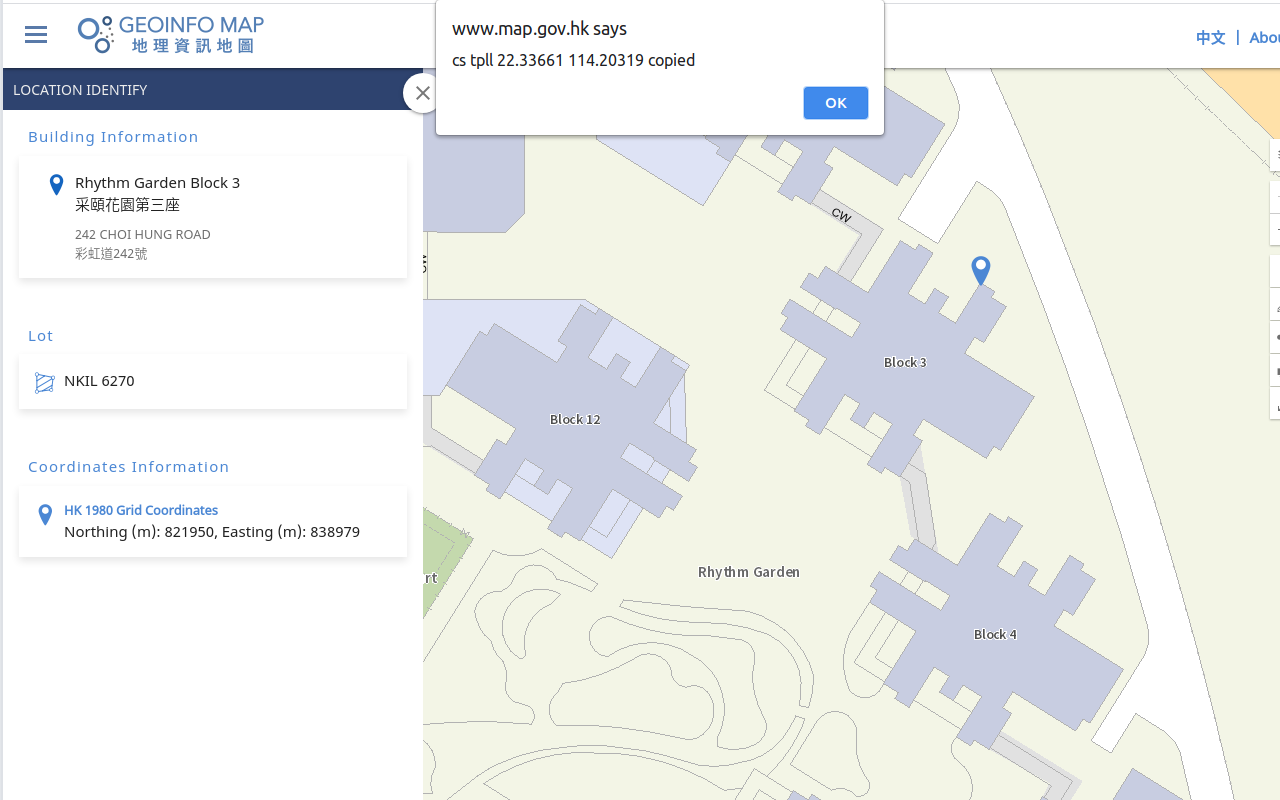 GEOINFO MAP
地理資訊地圖
www.map.gov.hk says
cs tpll 22.33661 114.20319 copied
OK
中文 |
LOCATION IDENTIFY
Building Information
Rhythm Garden Block 3
采頤花園第三座
242 CHOI HUNG ROAD
彩虹道242號
Lot
NKIL 6270
Coordinates Information
HK 1980 Grid Coordinates
Northing (m): 821950, Easting (m): 838979
CW
CW
Block 3
Block 12
Rhythm Garden
Block 4